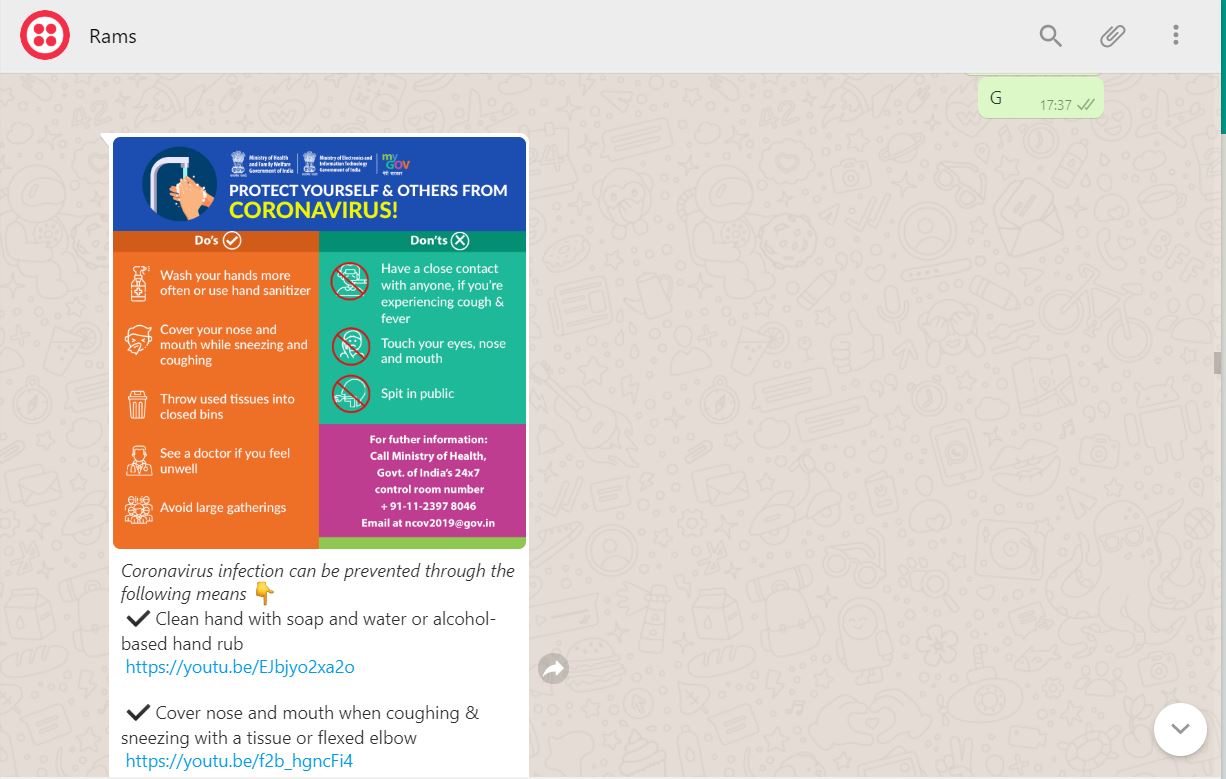 Rams
G
17:37
Ministry of Health
and Family Welfare
Government of India
Ministry of Electronics and
Information Technology
Government of India
my
GOV
मेरी सरकार
PROTECT YOURSELF & OTHERS FROM
CORONAVIRUS!
Do's
Wash your hands more
often or use hand sanitizer
Cover your nose and
mouth while sneezing and
coughing
Throw used tissues into
closed bins
See a doctor if you feel
unwell
Avoid large gatherings
Don'ts
Have a close contact
with anyone, if you're
experiencing cough &
fever
Touch your eyes, nose
and mouth
Spit in public
For futher information:
Call Ministry of Health,
Govt. of India's 24x7
control room number
+ 91-11-2397 8046
Email at ncov2019@gov.in
Coronavirus infection can be prevented through the
following means 👇
✔ Clean hand with soap and water or alcohol-
based hand rub
https://youtu.be/EJbjyo2xa2o
✔ Cover nose and mouth when coughing &
sneezing with a tissue or flexed elbow
https://youtu.be/f2b_hgncFi4